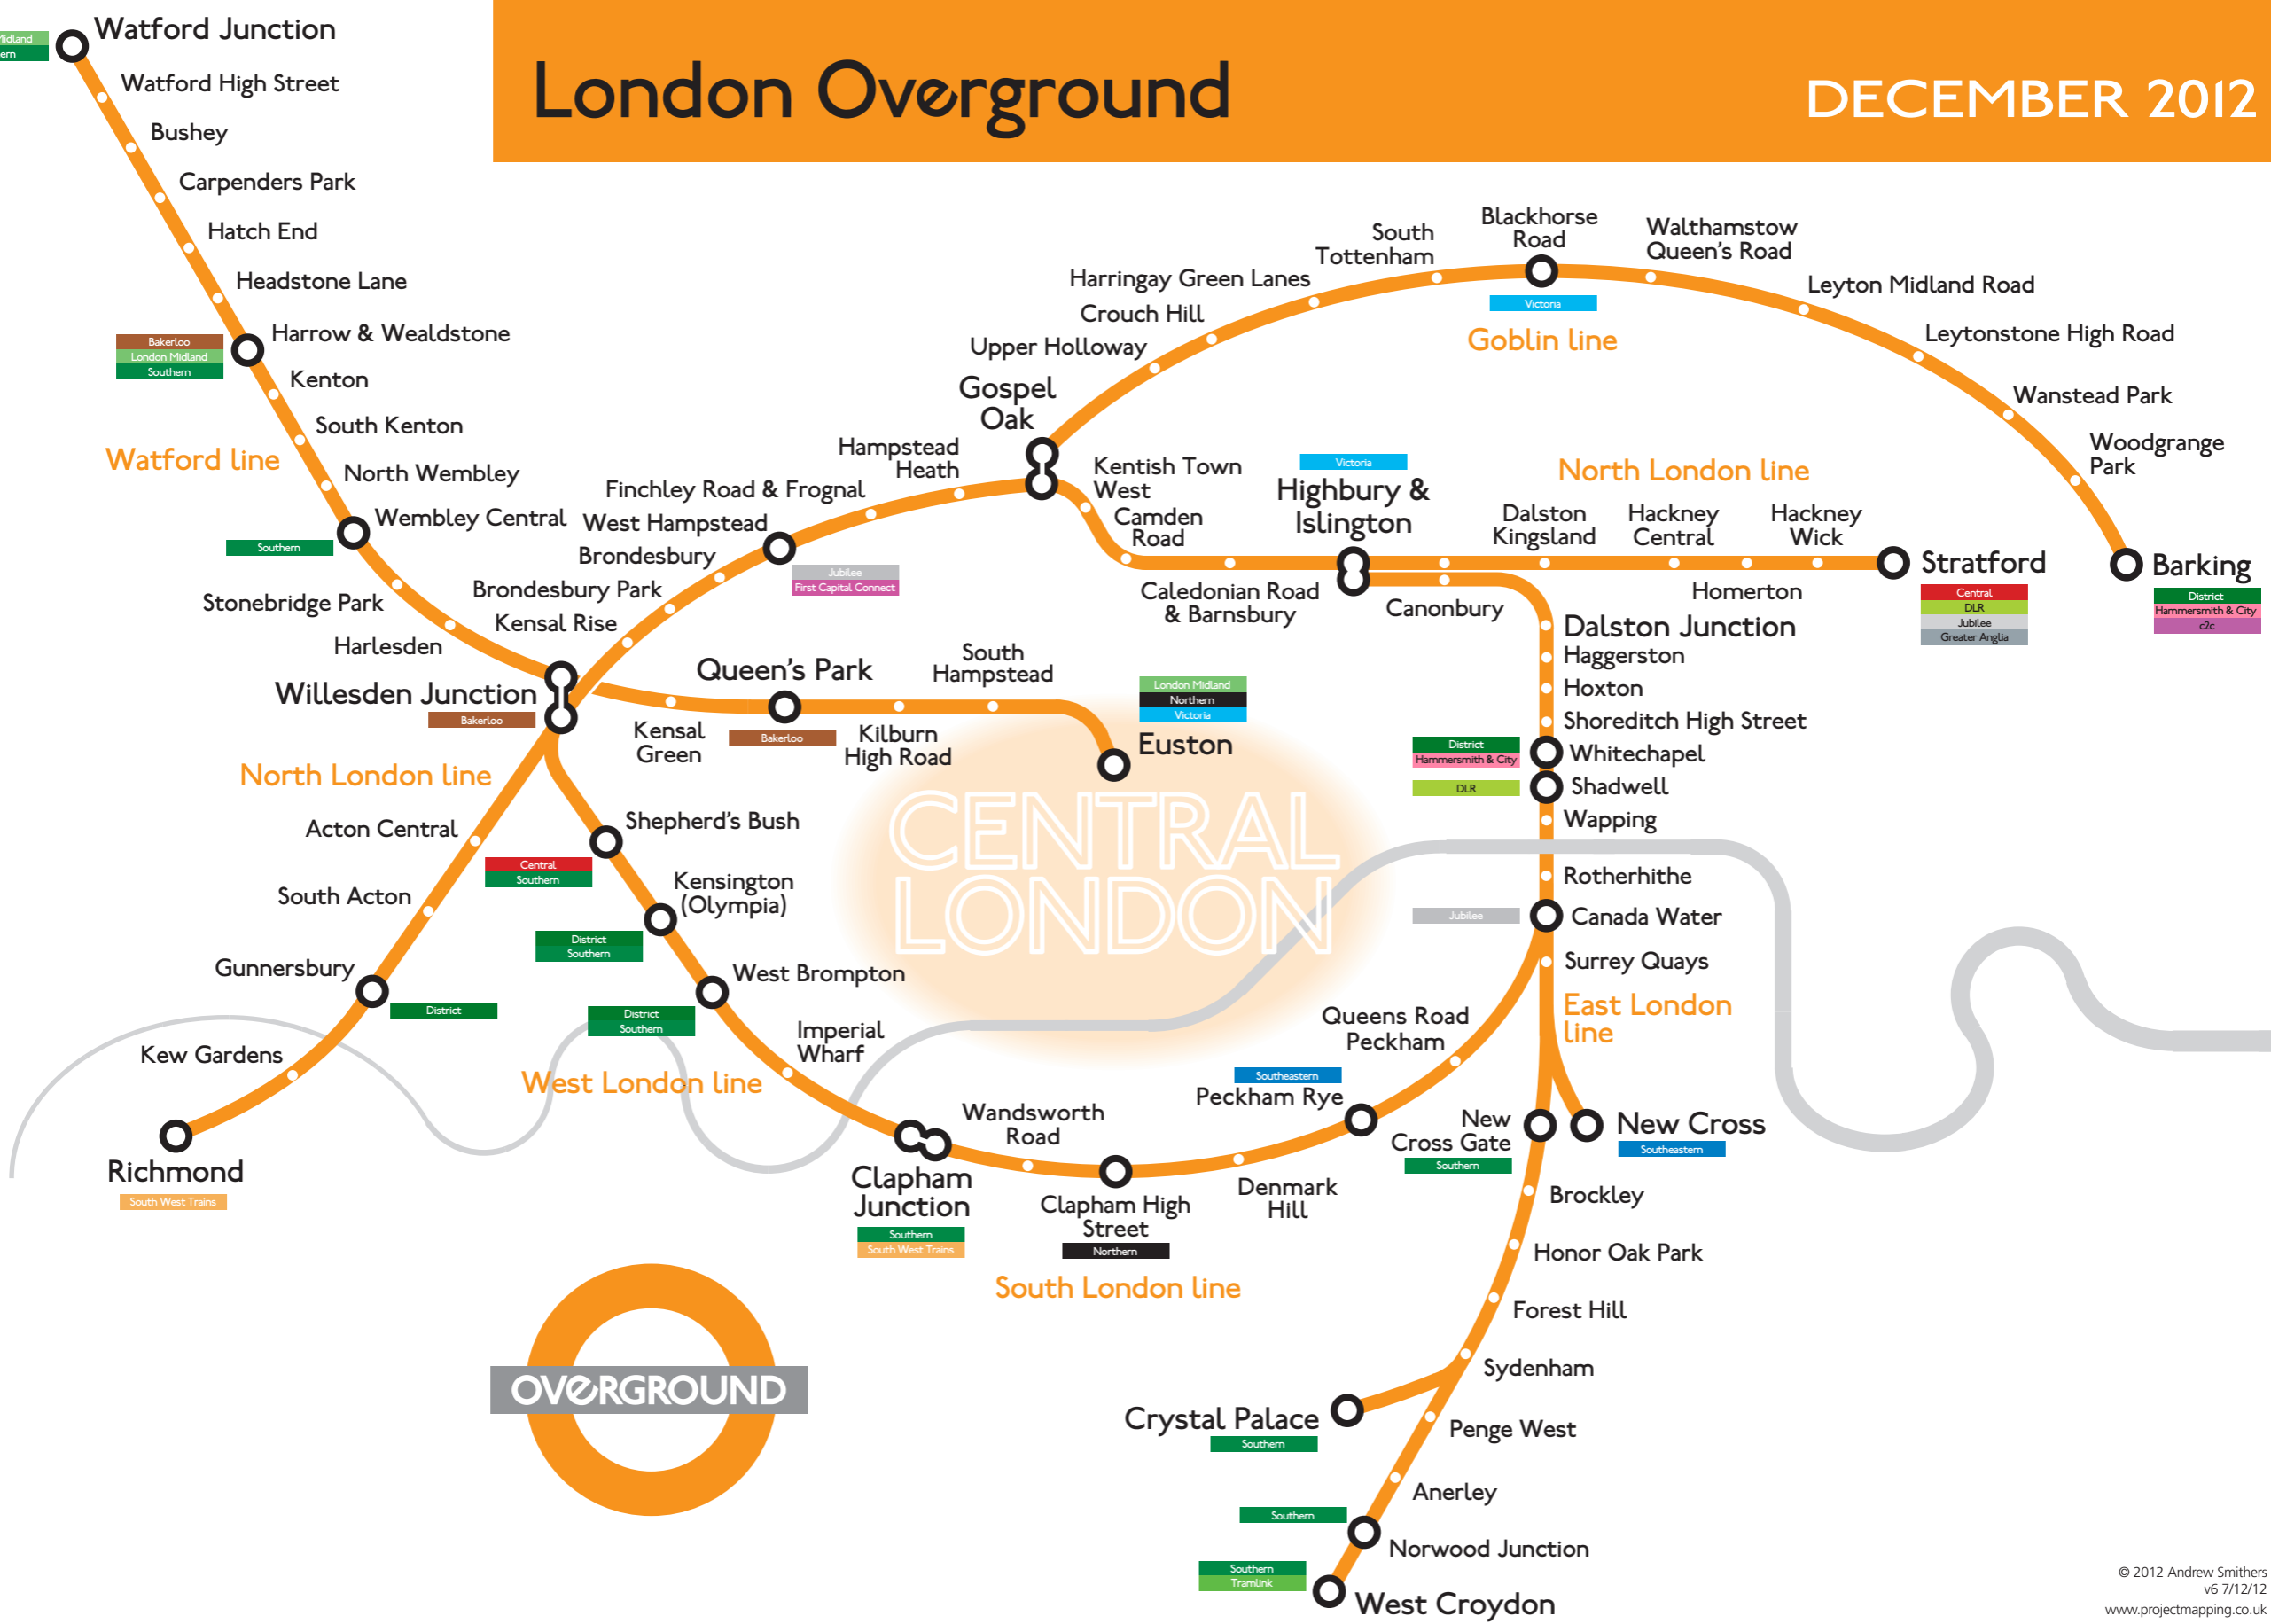 London Overground
DECEMBER 2012
Midland
ern
Watford Junction
Watford High Street
Bushey
Carpenders Park
Hatch End
Headstone Lane
Bakerloo
London Midland
Southern
Harrow & Wealdstone
Kenton
South Kenton
Watford line
North Wembley
Wembley Central
Southern
Stonebridge Park
Harlesden
Willesden Junction
Bakerloo
Kensal Rise
Brondesbury Park
Brondesbury
West Hampstead
Jubilee
First Capital Connect
Finchley Road & Frognal
Hampstead
Heath
Gospel
Oak
Upper Holloway
Crouch Hill
Harringay Green Lanes
South
Tottenham
Blackhorse
Road
Victoria
Goblin line
Walthamstow
Queen's Road
Leyton Midland Road
Leytonstone High Road
Wanstead Park
Woodgrange
Park
Barking
District
Hammersmith & City
c2c
Kentish Town
West
Camden
Road
Caledonian Road
& Barnsbury
Victoria
Highbury &
Islington
Canonbury
North London line
Dalston
Kingsland
Hackney
Central
Homerton
Hackney
Wick
Stratford
Central
DLR
Jubilee
Greater Anglia
Kensal
Green
Queen's Park
Bakerloo
Kilburn
High Road
South
Hampstead
London Midland
Northern
Victoria
Euston
CENTRAL
LONDON
Dalston Junction
Haggerston
Hoxton
Shoreditch High Street
District
Hammersmith & City
Whitechapel
DLR
Shadwell
Wapping
Rotherhithe
Jubilee
Canada Water
Surrey Quays
East London
line
North London line
Acton Central
South Acton
Gunnersbury
District
Kew Gardens
Richmond
South West Trains
Shepherd's Bush
Central
Southern
Kensington
(Olympia)
District
Southern
West Brompton
District
Southern
Imperial
Wharf
West London line
Clapham
Junction
Southern
South West Trains
Wandsworth
Road
Clapham High
Street
Northern
South London line
Denmark
Hill
Southeastern
Peckham Rye
Queens Road
Peckham
New
Cross Gate
Southern
New Cross
Southeastern
Brockley
Honor Oak Park
Forest Hill
Sydenham
Crystal Palace
Southern
Penge West
Anerley
Southern
Norwood Junction
Southern
Tramlink
West Croydon
OVERGROUND
© 2012 Andrew Smithers
v6 7/12/12
www.projectmapping.co.uk